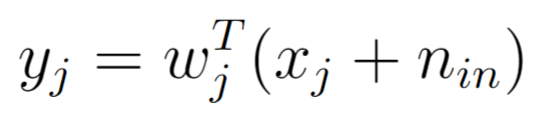 y_j = w_j^T(x_j + n_{in})